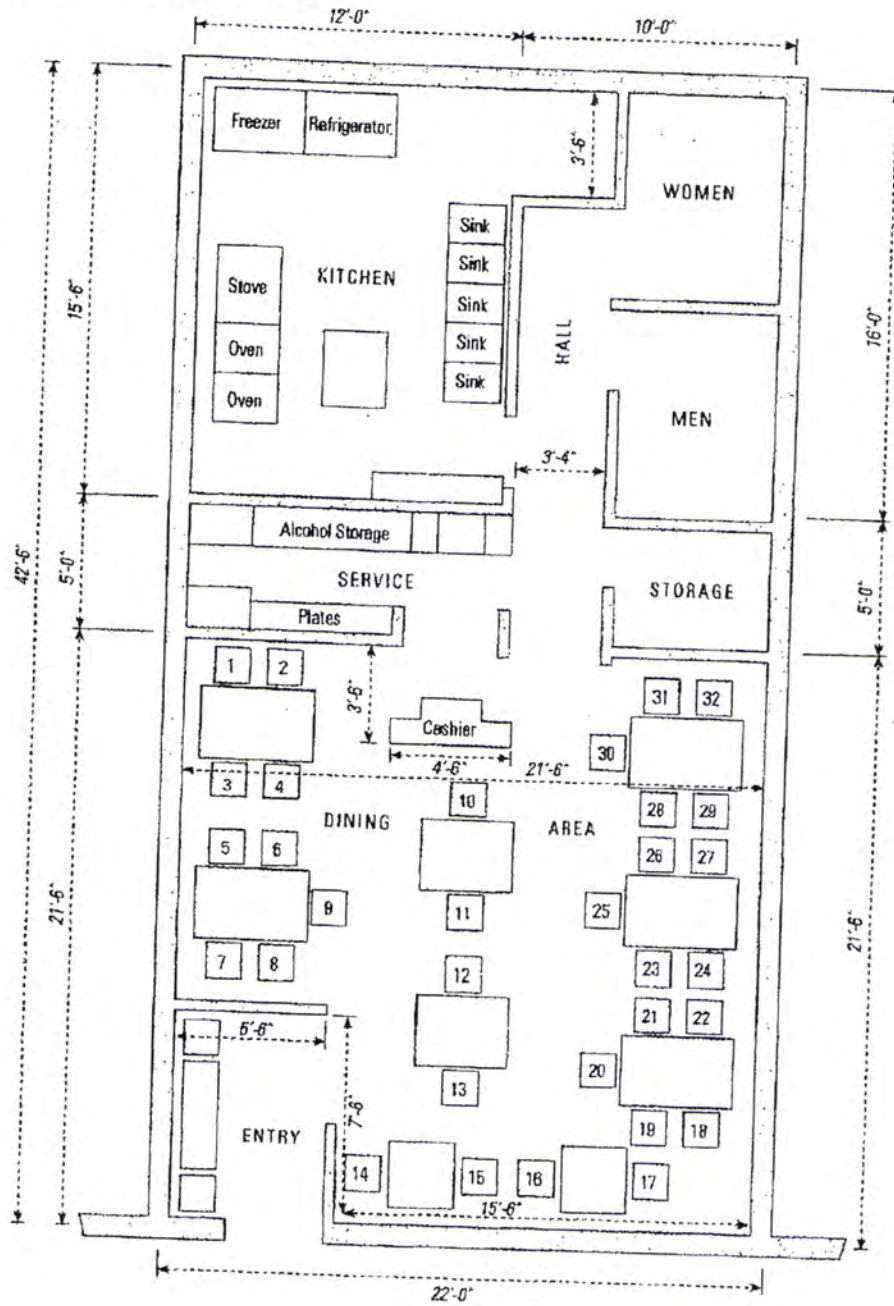 12'-0"
10'-0"
Freezer
Refrigerator
3'-6"
WOMEN
Sink
Sink
Sink
Sink
Sink
KITCHEN
Stove
Oven
Oven
15'-6"
HALL
16'-0"
MEN
3'-4"
42'-6"
5'-0"
Alcohol Storage
SERVICE
STORAGE
5'-0"
Plates
1
2
3'-6"
Cashier
31
32
30
4'-6"
21'-6"
3
4
10
DINING
AREA
28
29
5
6
26
27
21'-6"
9
11
25
21'-6"
7
8
12
23
24
21
22
5'-6"
20
13
7'-6"
ENTRY
19
18
14
15
16
17
15'-6"
22'-0"